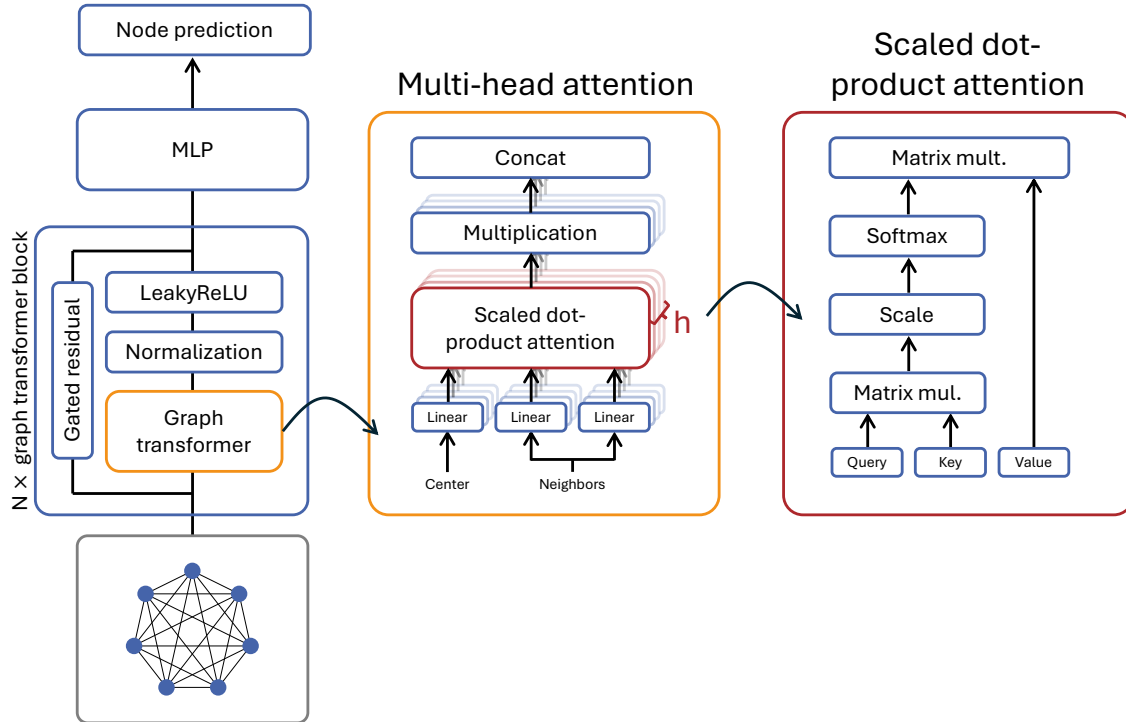 Node prediction
MLP
N × graph transformer block
Gated residual
LeakyReLU
Normalization
Graph
transformer
Multi-head attention
Concat
Multiplication
Scaled dot-
product attention
h
Linear
Linear
Linear
Center
Neighbors
Scaled dot-
product attention
Matrix mult.
Softmax
Scale
Matrix mul.
Query
Key
Value